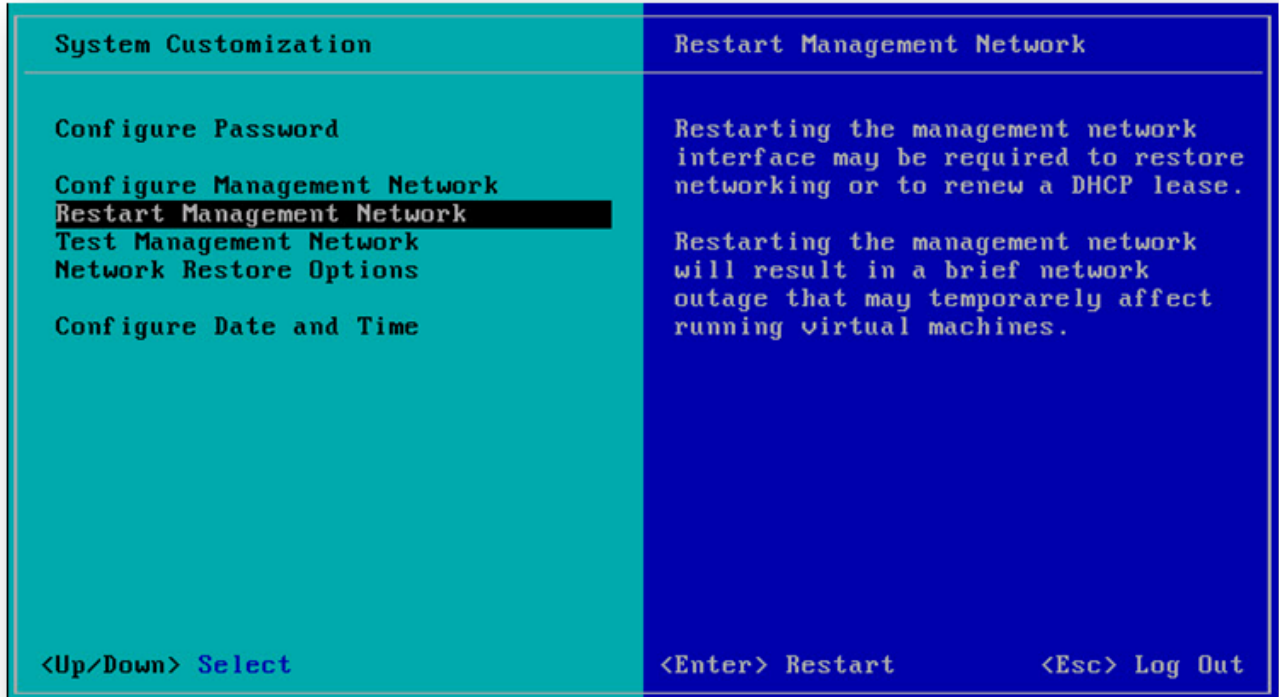 System Customization
Configure Password
Configure Management Network
Restart Management Network
Test Management Network
Network Restore Options
Configure Date and Time
<Up/Down> Select
Restart Management Network
Restarting the management network
interface may be required to restore
networking or to renew a DHCP lease.
Restarting the management network
will result in a brief network
outage that may temporarely affect
running virtual machines.
<Enter> Restart
<Esc> Log Out